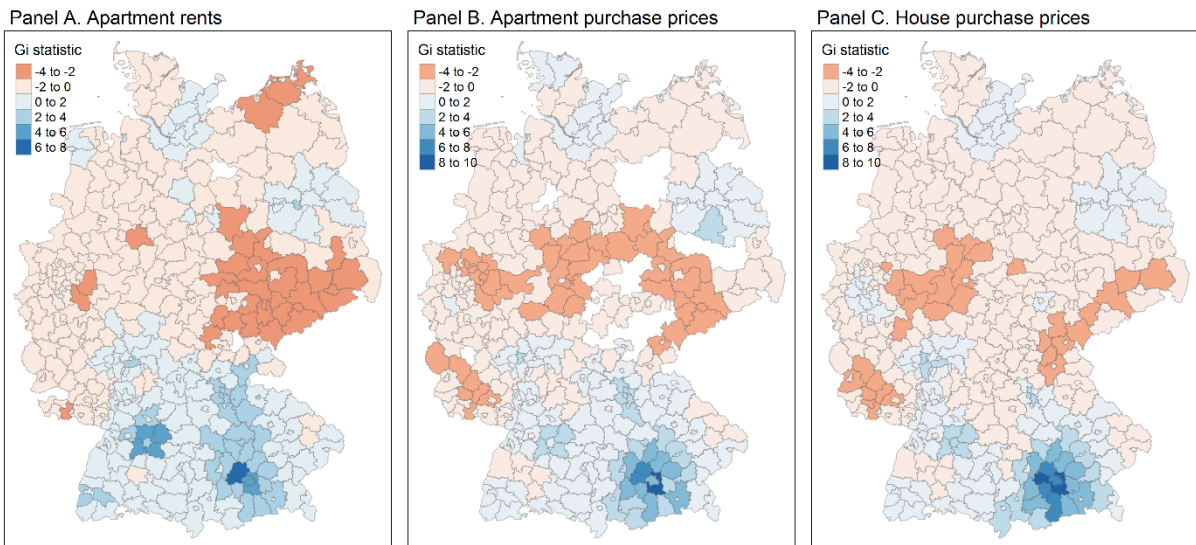 Panel A. Apartment rents
Gi statistic
-4 to -2
-2 to 0
0 to 2
2 to 4
4 to 6
6 to 8
Panel B. Apartment purchase prices
Gi statistic
-4 to -2
-2 to 0
0 to 2
2 to 4
4 to 6
6 to 8
8 to 10
Panel C. House purchase prices
Gi statistic
-4 to -2
-2 to 0
0 to 2
2 to 4
4 to 6
6 to 8
8 to 10